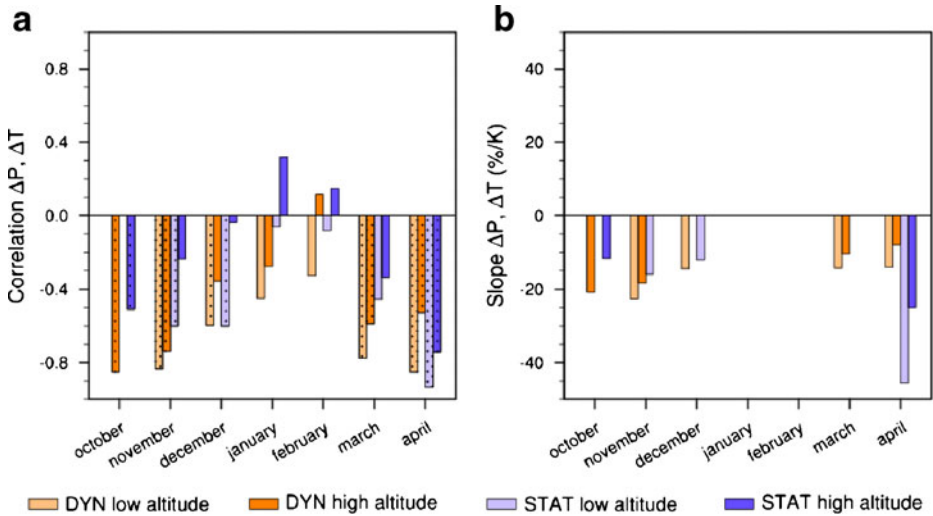 a
b
Correlation ΔP, ΔT
0.8
0.4
0.0
-0.4
-0.8
october
november
december
january
february
march
april
Slope ΔP, ΔT (%/K)
40
20
0
-20
-40
october
november
december
january
february
march
april
DYN low altitude
DYN high altitude
STAT low altitude
STAT high altitude